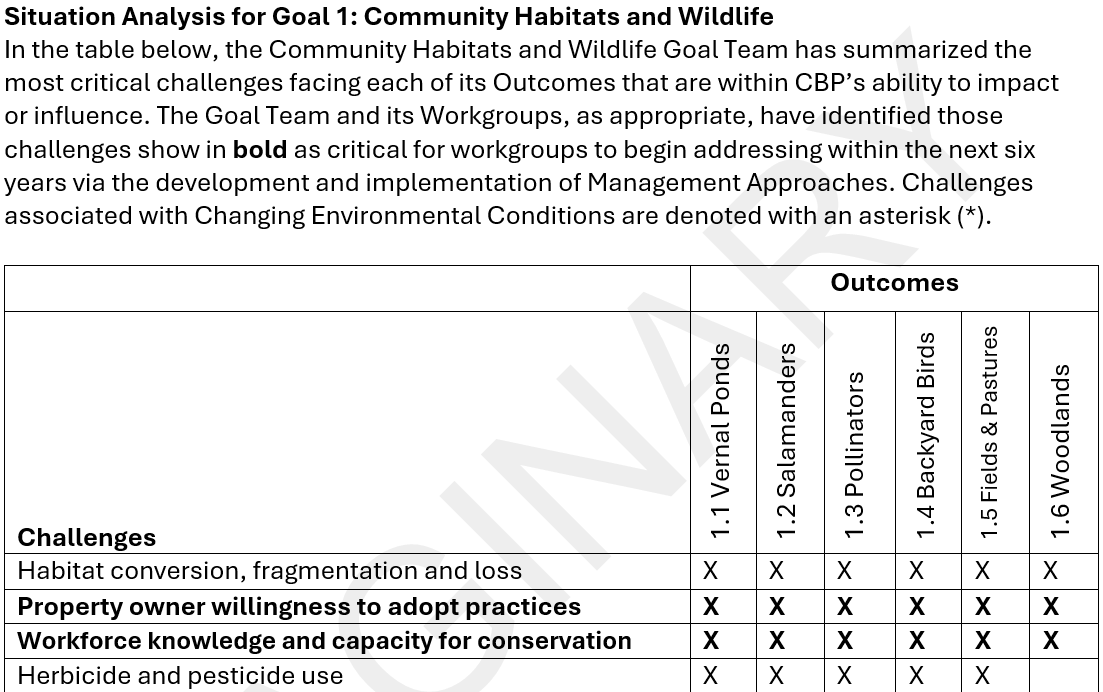 Situation Analysis for Goal 1: Community Habitats and Wildlife
In the table below, the Community Habitats and Wildlife Goal Team has summarized the
most critical challenges facing each of its Outcomes that are within CBP’s ability to impact
or influence. The Goal Team and its Workgroups, as appropriate, have identified those
challenges show in bold as critical for workgroups to begin addressing within the next six
years via the development and implementation of Management Approaches. Challenges
associated with Changing Environmental Conditions are denoted with an asterisk (*).
Outcomes
Challenges
1.1 Vernal Ponds
1.2 Salamanders
1.3 Pollinators
1.4 Backyard Birds
1.5 Fields & Pastures
1.6 Woodlands
Habitat conversion, fragmentation and loss X X X X X X
Property owner willingness to adopt practices X X X X X X
Workforce knowledge and capacity for conservation X X X X X X
Herbicide and pesticide use X X X X X
GINARY